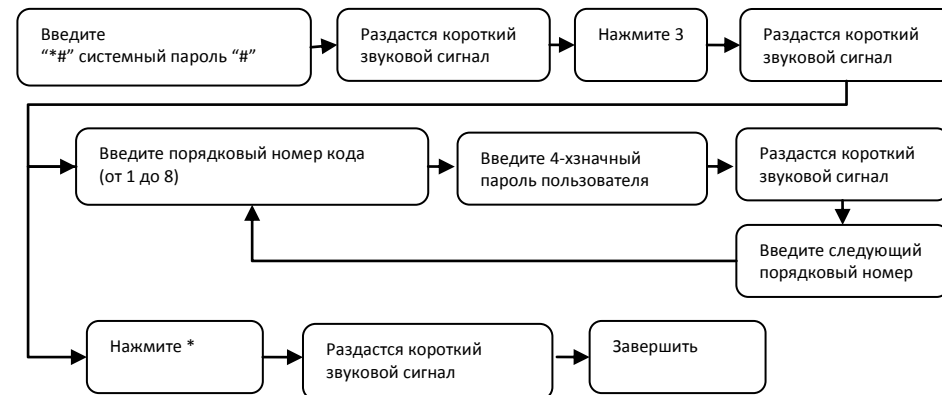 Введите
“*#” системный пароль “#”
Раздастся короткий
звуковой сигнал
Нажмите 3
Раздастся короткий
звуковой сигнал
Введите порядковый номер кода
(от 1 до 8)
Введите 4-хзначный
пароль пользователя
Раздастся короткий
звуковой сигнал
Введите следующий
порядковый номер
Нажмите *
Раздастся короткий
звуковой сигнал
Завершить